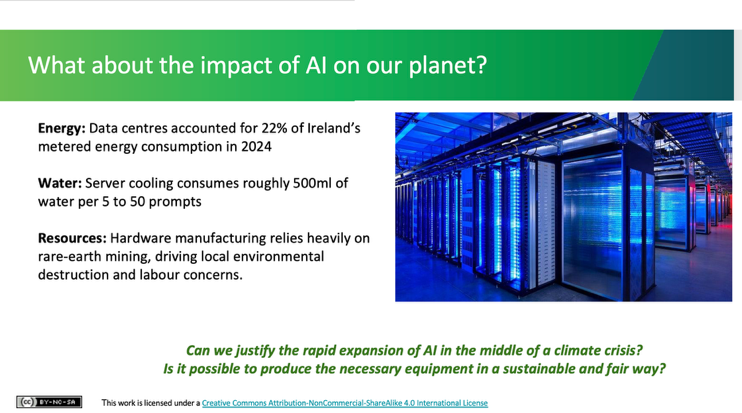 What about the impact of AI on our planet?
Energy: Data centres accounted for 22% of Ireland's
metered energy consumption in 2024
Water: Server cooling consumes roughly 500ml of
water per 5 to 50 prompts
Resources: Hardware manufacturing relies heavily on
rare-earth mining, driving local environmental
destruction and labour concerns.
Can we justify the rapid expansion of AI in the middle of a climate crisis?
Is it possible to produce the necessary equipment in a sustainable and fair way?
(cc) BY-NC-SA
This work is licensed under a Creative Commons Attribution-NonCommercial-ShareAlike 4.0 International License